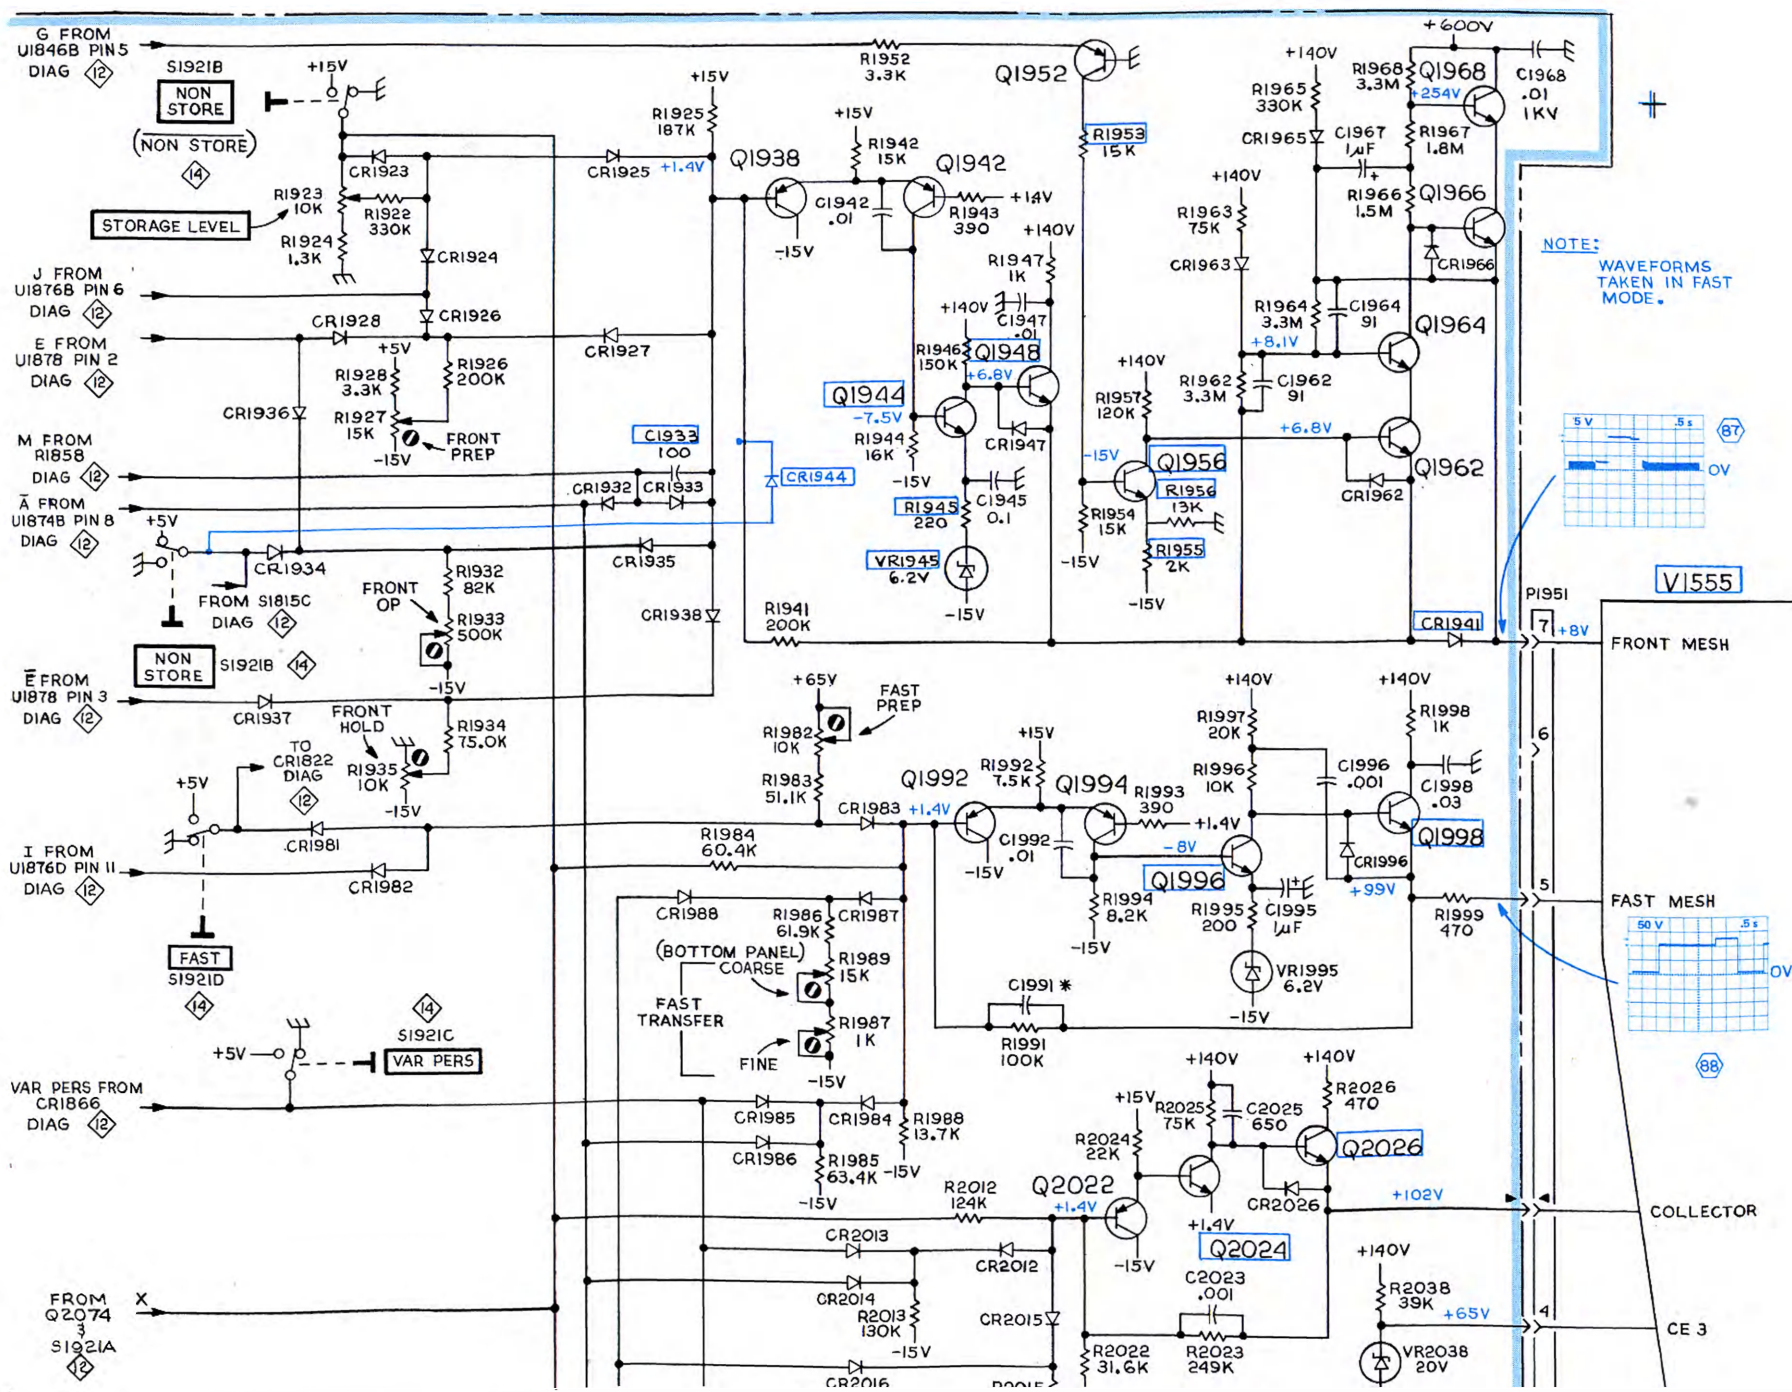 G FROM
U1846B PIN 5
DIAG 12
S1921B
+15V
NON
STORE
(NON STORE)
14
R1923
10K
CR1923
R1922
330K
STORAGE LEVEL
R1924
1.3K
CR1924
J FROM
U1876B PIN 6
DIAG 12
CR1926
E FROM
U1878 PIN 2
DIAG 12
CR1928
+5V
R1928
3.3K
R1926
200K
R1927
15K
FRONT
PREP
-15V
CR1936
M FROM
R1858
DIAG 12
Ā FROM
U1874B PIN 8
DIAG 12
+5V
CR1934
FROM S1815C
DIAG 12
NON
STORE
S1921B 14
FRONT
OP
R1932
82K
R1933
500K
-15V
Ē FROM
U1878 PIN 3
DIAG 12
CR1937
FRONT
HOLD
R1934
75.0K
R1935
10K
-15V
TO
CR1822
DIAG
12
+5V
CR1981
I FROM
U1876D PIN 11
DIAG 12
CR1982
FAST
S1921D
14
+5V
14
S1921C
VAR PERS
VAR PERS FROM
CR1866
DIAG 12
FROM
Q2074
&
S1921A
12
X
R1952
3.3K
Q1952
+15V
R1925
187K
CR1925
+1.4V
Q1938
-15V
+15V
R1942
15K
C1942
.01
Q1942
R1943
390
+14V
CR1927
C1933
100
CR1932
CR1933
CR1944
CR1935
CR1938
R1941
200K
+140V
R1947
1K
C1947
.01
+140V
R1946
150K
Q1948
+6.8V
Q1944
-7.5V
R1944
16K
-15V
CR1947
C1945
0.1
R1945
220
VR1945
6.2V
-15V
R1953
15K
-15V
R1954
15K
-15V
+140V
R1957
120K
Q1956
R1956
13K
R1955
2K
-15V
+140V
R1965
330K
CR1965
+140V
R1963
75K
CR1963
R1964
3.3M
C1964
91
+8.1V
R1962
3.3M
C1962
91
+6.8V
CR1962
Q1962
Q1964
+600V
R1968
3.3M
Q1968
+254V
C1968
.01
1KV
C1967
1µF
+
R1967
1.8M
R1966
1.5M
Q1966
CR1966
CR1941
NOTE:
WAVEFORMS
TAKEN IN FAST
MODE.
5 V
.5 s
87
0V
V1555
P1951
7
+8V
FRONT MESH
6
5
FAST MESH
50 V
.5 s
0V
88
+65V
FAST
PREP
R1982
10K
R1983
51.1K
CR1983
+1.4V
Q1992
-15V
+15V
R1992
7.5K
C1992
.01
Q1994
R1993
390
+1.4V
-8V
R1994
8.2K
-15V
Q1996
+140V
R1997
20K
R1996
10K
C1996
.001
R1995
200
C1995
1µF
+
VR1995
6.2V
-15V
+140V
R1998
1K
C1998
.03
Q1998
CR1996
+99V
R1999
470
R1984
60.4K
CR1988
CR1987
R1986
61.9K
(BOTTOM PANEL)
COARSE
R1989
15K
FAST
TRANSFER
R1987
1K
FINE
-15V
C1991 *
R1991
100K
CR1985
CR1984
CR1986
R1985
63.4K
-15V
R1988
13.7K
-15V
R2012
124K
CR2013
CR2012
CR2014
R2013
130K
-15V
CR2015
CR2016
R2015
Q2022
+1.4V
-15V
+15V
R2024
22K
+140V
R2025
75K
C2025
650
+1.4V
Q2024
+140V
R2026
470
Q2026
CR2026
+102V
COLLECTOR
C2023
.001
R2022
31.6K
R2023
249K
+140V
R2038
39K
+65V
4
CE 3
VR2038
20V